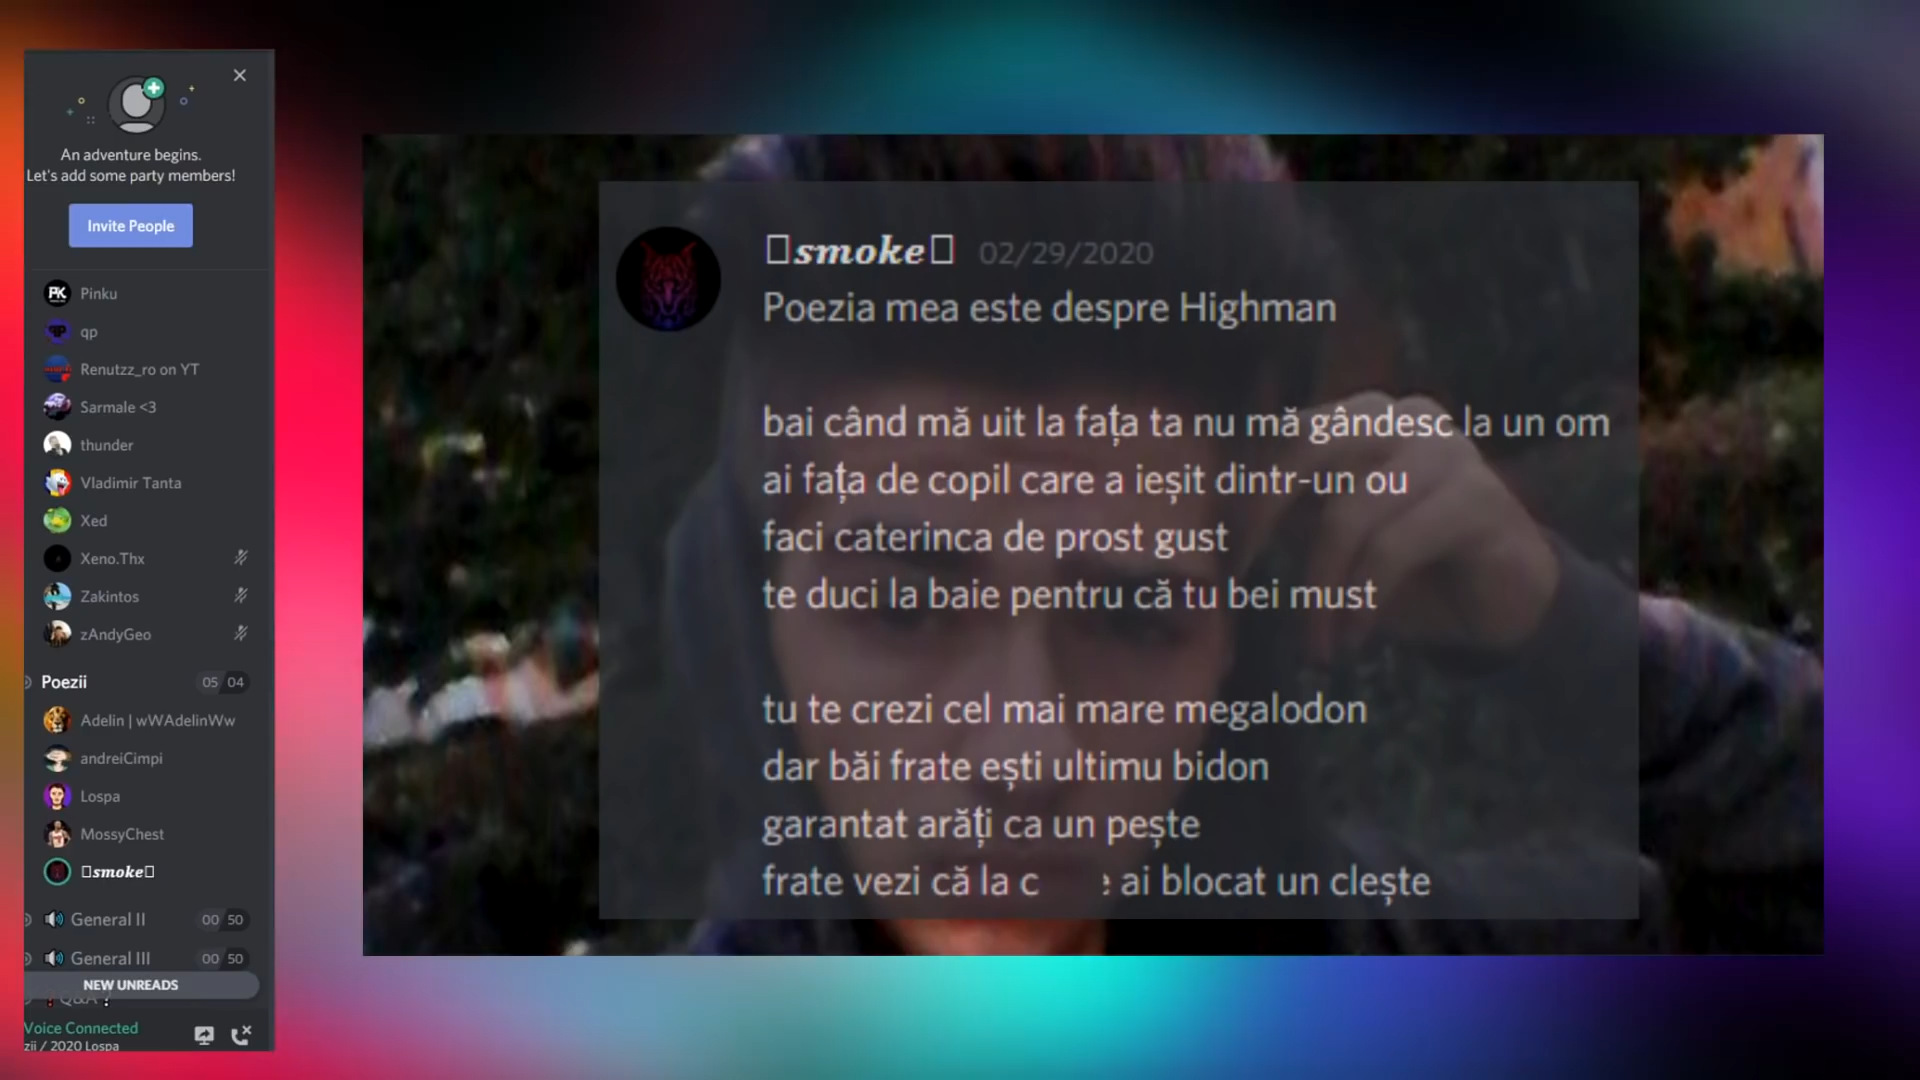 An adventure begins.
Let's add some party members!
Invite People
PK Pinku
qp
Renutzz_ro on YT
Sarmale <3
thunder
Vladimir Tanta
Xed
Xeno.Thx
Zakintos
zAndyGeo
Poezii 05 04
Adelin | wWAdelinWw
andreiCimpi
Lospa
MossyChest
smoke
General II 00 50
General III 00 50
NEW UNREADS
Q&A
Voice Connected
zii / 2020 Lospa
smoke 02/29/2020
Poezia mea este despre Highman
bai când mă uit la fața ta nu mă gândesc la un om
ai fața de copil care a ieșit dintr-un ou
faci caterinca de prost gust
te duci la baie pentru că tu bei must
tu te crezi cel mai mare megalodon
dar băi frate ești ultimu bidon
garantat arăți ca un pește
frate vezi că la c e ai blocat un clește